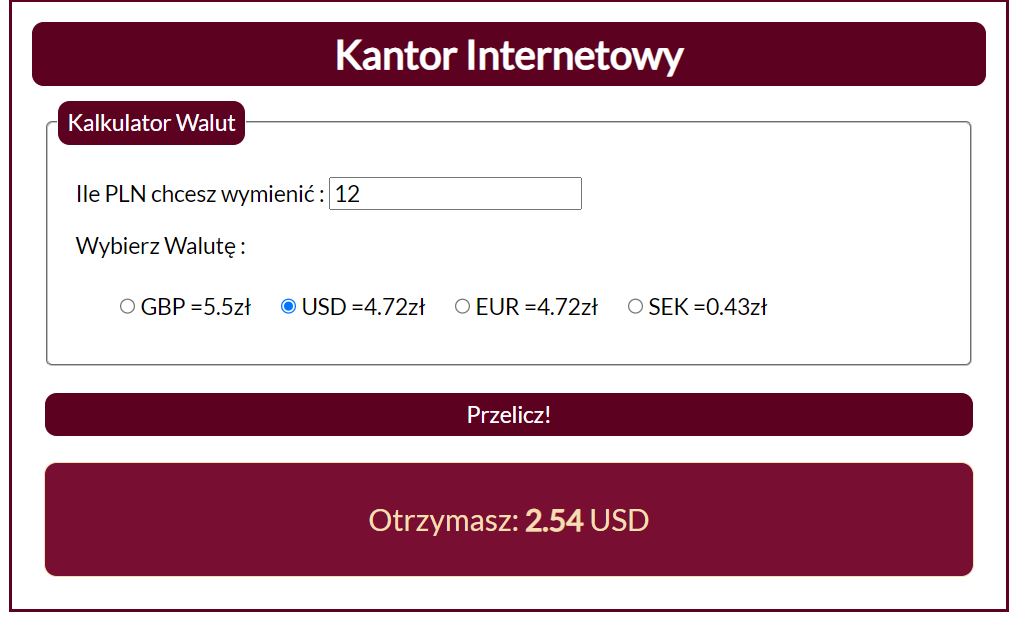 Kantor Internetowy
Kalkulator Walut
Ile PLN chcesz wymienić : 12
Wybierz Walutę :
GBP =5.5zł USD =4.72zł EUR =4.72zł SEK =0.43zł
Przelicz!
Otrzymasz: 2.54 USD